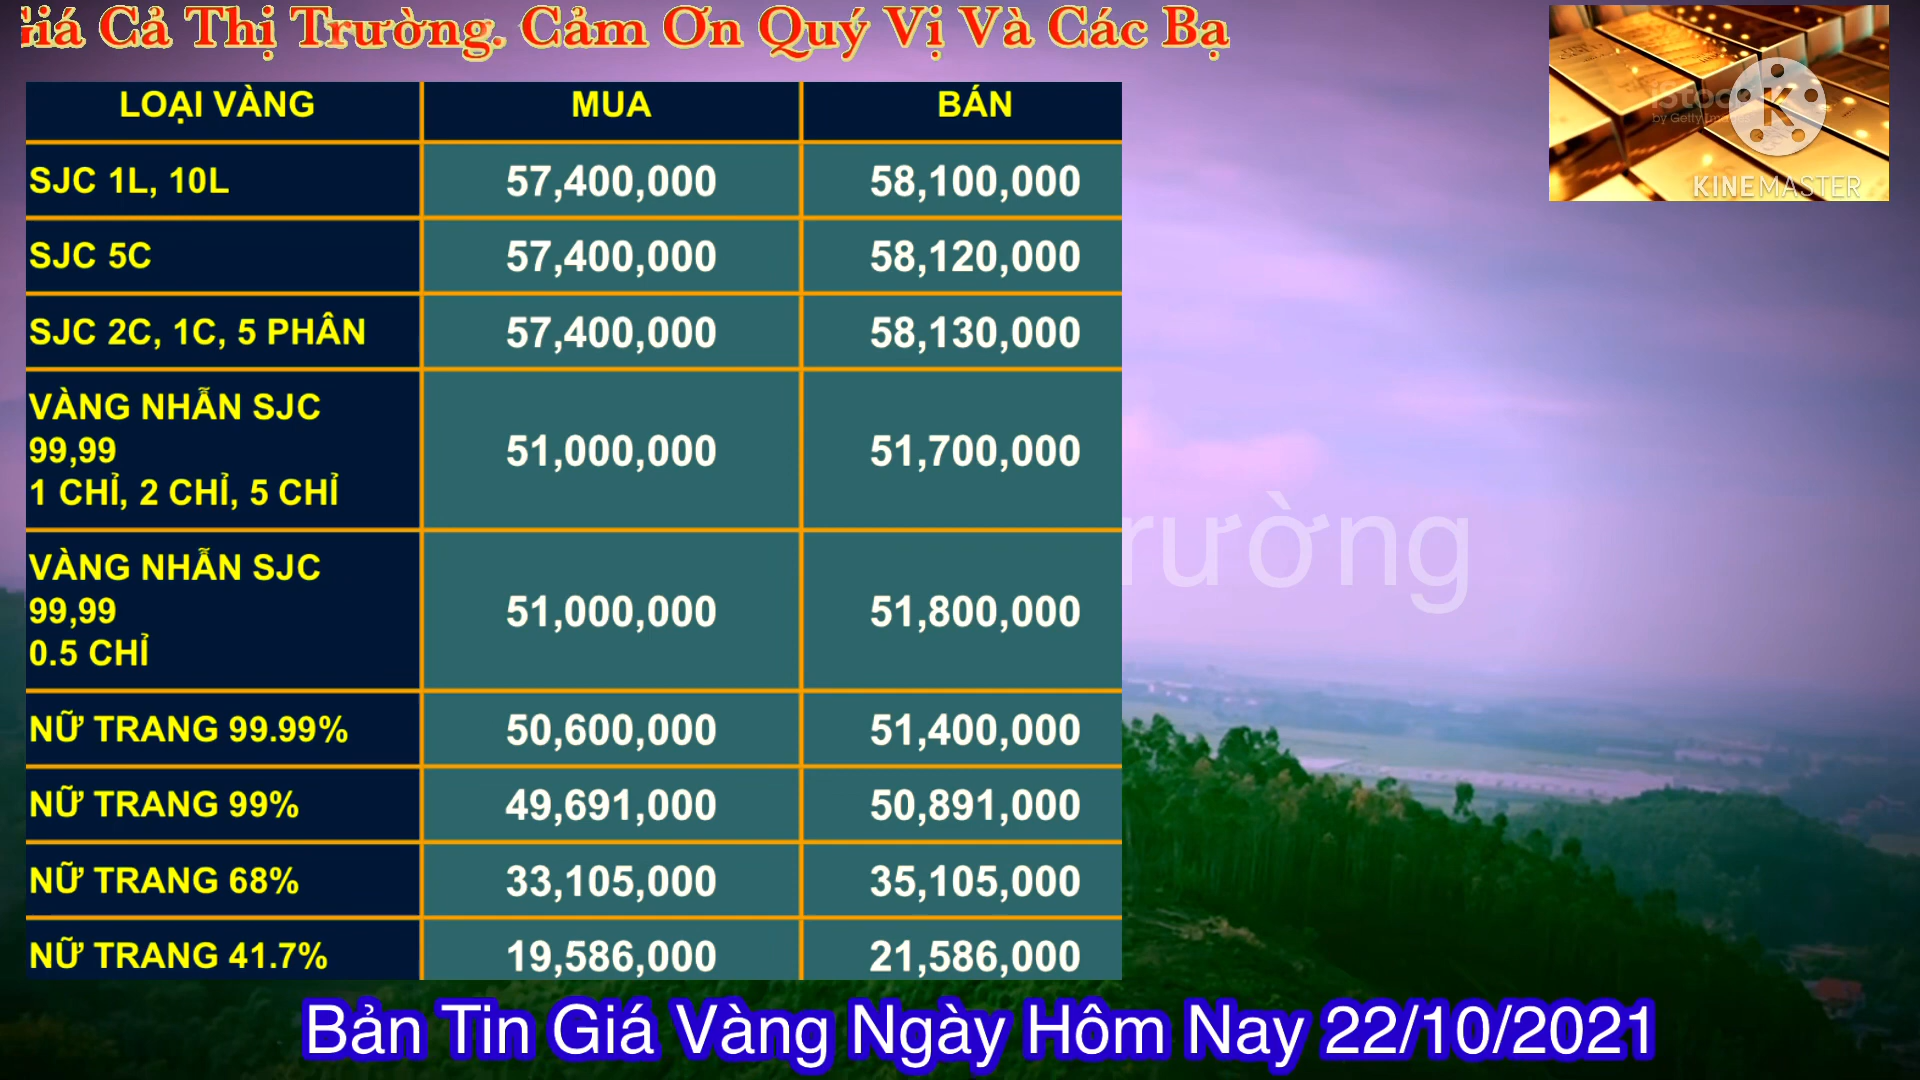 Giá Cả Thị Trường. Cảm Ơn Quý Vị Và Các Bạ
iStock
by Getty Images
KINEMASTER
LOẠI VÀNG MUA BÁN
SJC 1L, 10L 57,400,000 58,100,000
SJC 5C 57,400,000 58,120,000
SJC 2C, 1C, 5 PHÂN 57,400,000 58,130,000
VÀNG NHẪN SJC
99,99
1 CHỈ, 2 CHỈ, 5 CHỈ 51,000,000 51,700,000
VÀNG NHẪN SJC
99,99
0.5 CHỈ 51,000,000 51,800,000
rường
NỮ TRANG 99.99% 50,600,000 51,400,000
NỮ TRANG 99% 49,691,000 50,891,000
NỮ TRANG 68% 33,105,000 35,105,000
NỮ TRANG 41.7% 19,586,000 21,586,000
Bản Tin Giá Vàng Ngày Hôm Nay 22/10/2021